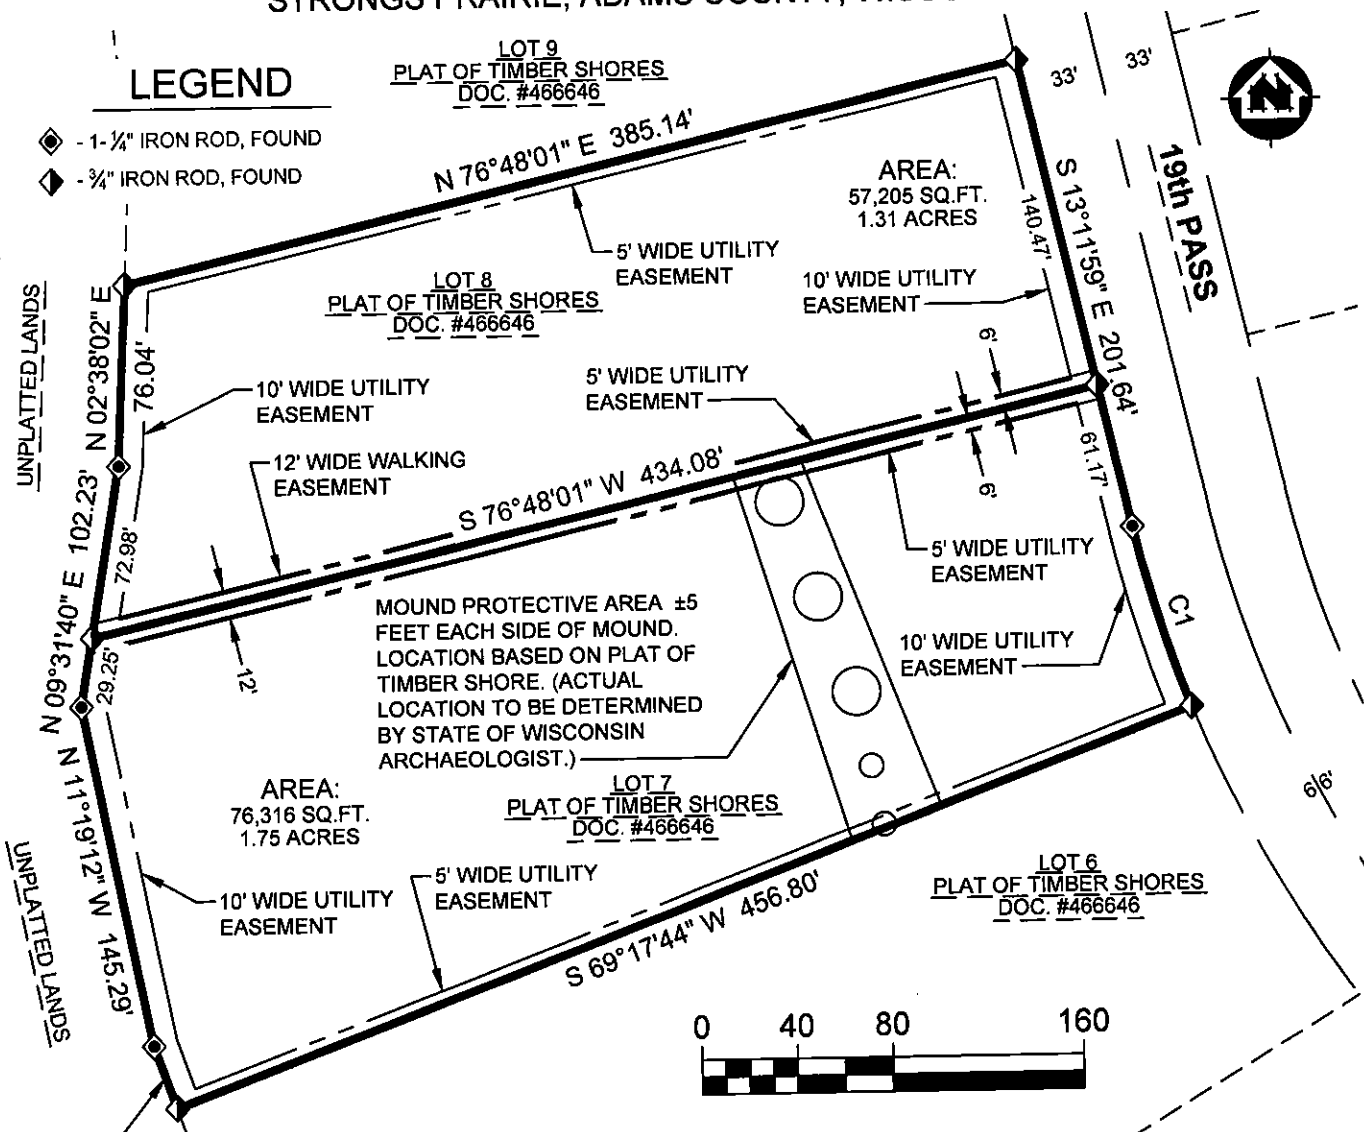 LOT 9
PLAT OF TIMBER SHORES
DOC. #466646
LEGEND
- 1-¼" IRON ROD, FOUND
- ¾" IRON ROD, FOUND
33'
33'
N
19th PASS
N 76°48'01" E 385.14'
AREA:
57,205 SQ.FT.
1.31 ACRES
S 13°11'59" E 201.64'
140.47'
5' WIDE UTILITY
EASEMENT
10' WIDE UTILITY
EASEMENT
LOT 8
PLAT OF TIMBER SHORES
DOC. #466646
UNPLATTED LANDS
N 02°38'02" E
76.04'
10' WIDE UTILITY
EASEMENT
5' WIDE UTILITY
EASEMENT
6'
12' WIDE WALKING
EASEMENT
S 76°48'01" W 434.08'
61.17'
6'
N 09°31'40" E 102.23'
72.98'
29.25'
12'
5' WIDE UTILITY
EASEMENT
C1
MOUND PROTECTIVE AREA ±5
FEET EACH SIDE OF MOUND.
LOCATION BASED ON PLAT OF
TIMBER SHORE. (ACTUAL
LOCATION TO BE DETERMINED
BY STATE OF WISCONSIN
ARCHAEOLOGIST.)
10' WIDE UTILITY
EASEMENT
AREA:
76,316 SQ.FT.
1.75 ACRES
LOT 7
PLAT OF TIMBER SHORES
DOC. #466646
66'
N 11°19'12" W 145.29'
UNPLATTED LANDS
10' WIDE UTILITY
EASEMENT
5' WIDE UTILITY
EASEMENT
S 69°17'44" W 456.80'
LOT 6
PLAT OF TIMBER SHORES
DOC. #466646
0 40 80 160